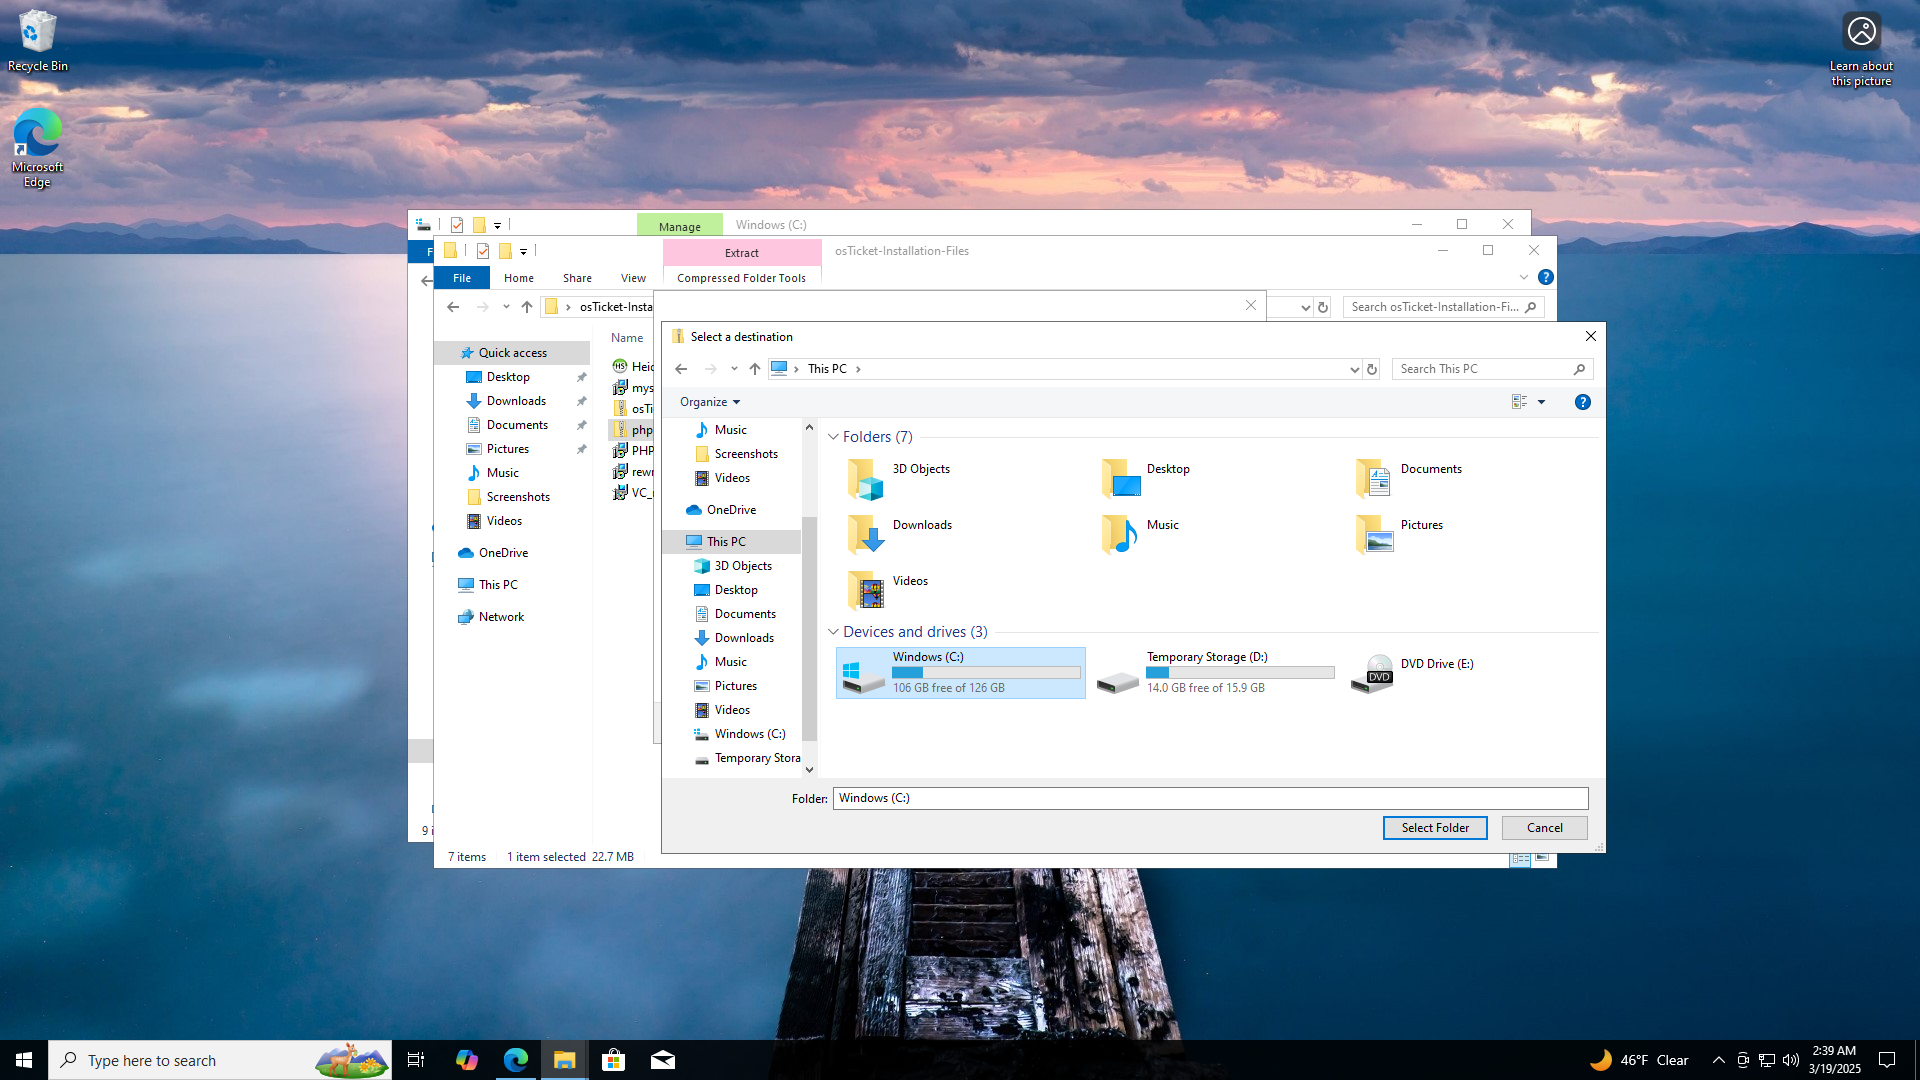 Recycle Bin
Microsoft
Edge
Learn about
this picture
Manage
Windows (C:)
F
Extract
osTicket-Installation-Files
File
Home
Share
View
Compressed Folder Tools
osTicket-Insta
Search osTicket-Installation-Fi...
Name
Quick access
Desktop
Downloads
Documents
Pictures
Music
Screenshots
Videos
OneDrive
This PC
Network
Heid
mys
osTi
php
PHP
rewr
VC_
9 i
7 items
1 item selected 22.7 MB
Select a destination
This PC
Search This PC
Organize
Music
Screenshots
Videos
OneDrive
This PC
3D Objects
Desktop
Documents
Downloads
Music
Pictures
Videos
Windows (C:)
Temporary Stora
Folders (7)
3D Objects
Desktop
Documents
Downloads
Music
Pictures
Videos
Devices and drives (3)
Windows (C:)
106 GB free of 126 GB
Temporary Storage (D:)
14.0 GB free of 15.9 GB
DVD
DVD Drive (E:)
Folder: Windows (C:)
Select Folder
Cancel
Type here to search
46°F Clear
2:39 AM
3/19/2025